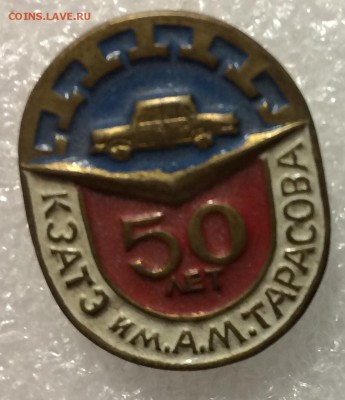 COINS.LAVE.RU
50
ЛЕТ
КЗАТЭ ИМ.А.М.ТАРАСОВА